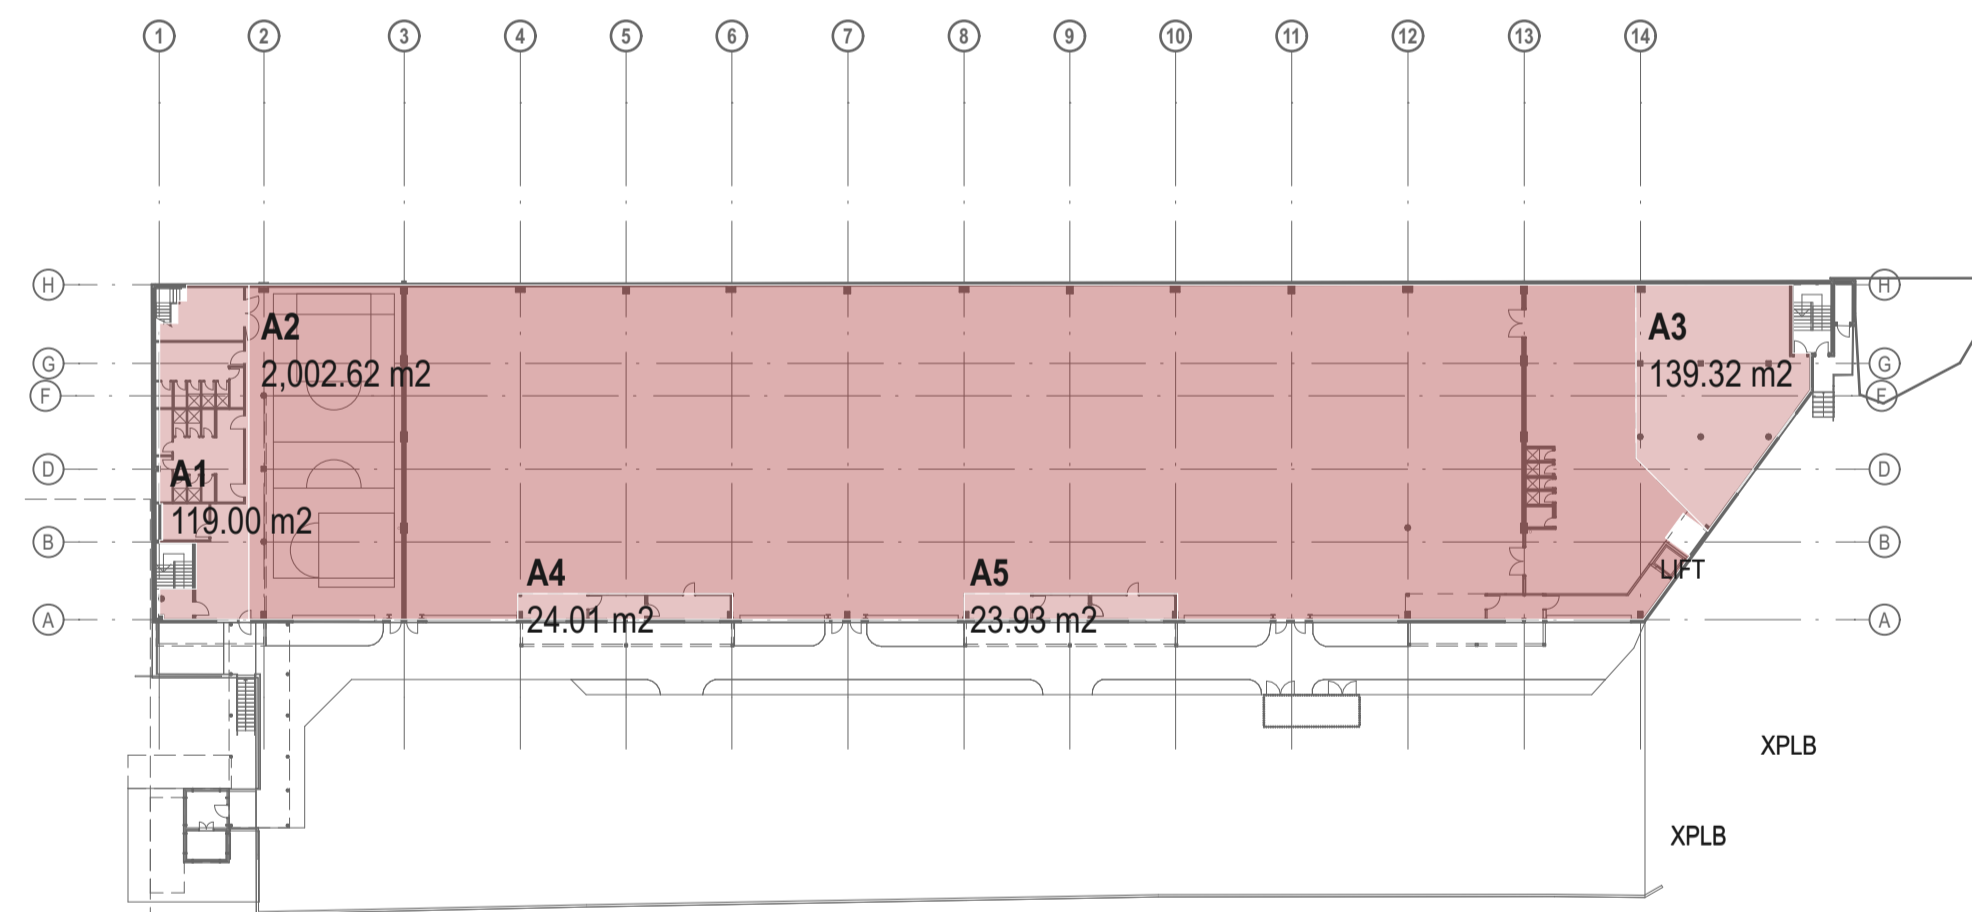 1 2 3 4 5 6 7 8 9 10 11 12 13 14
H H
A2 A3
G G
2,002.62 m2 139.32 m2
F F
D D
A1
119.00 m2
B B
A4 A5 LIFT
A 24.01 m2 23.93 m2 A
XPLB
XPLB